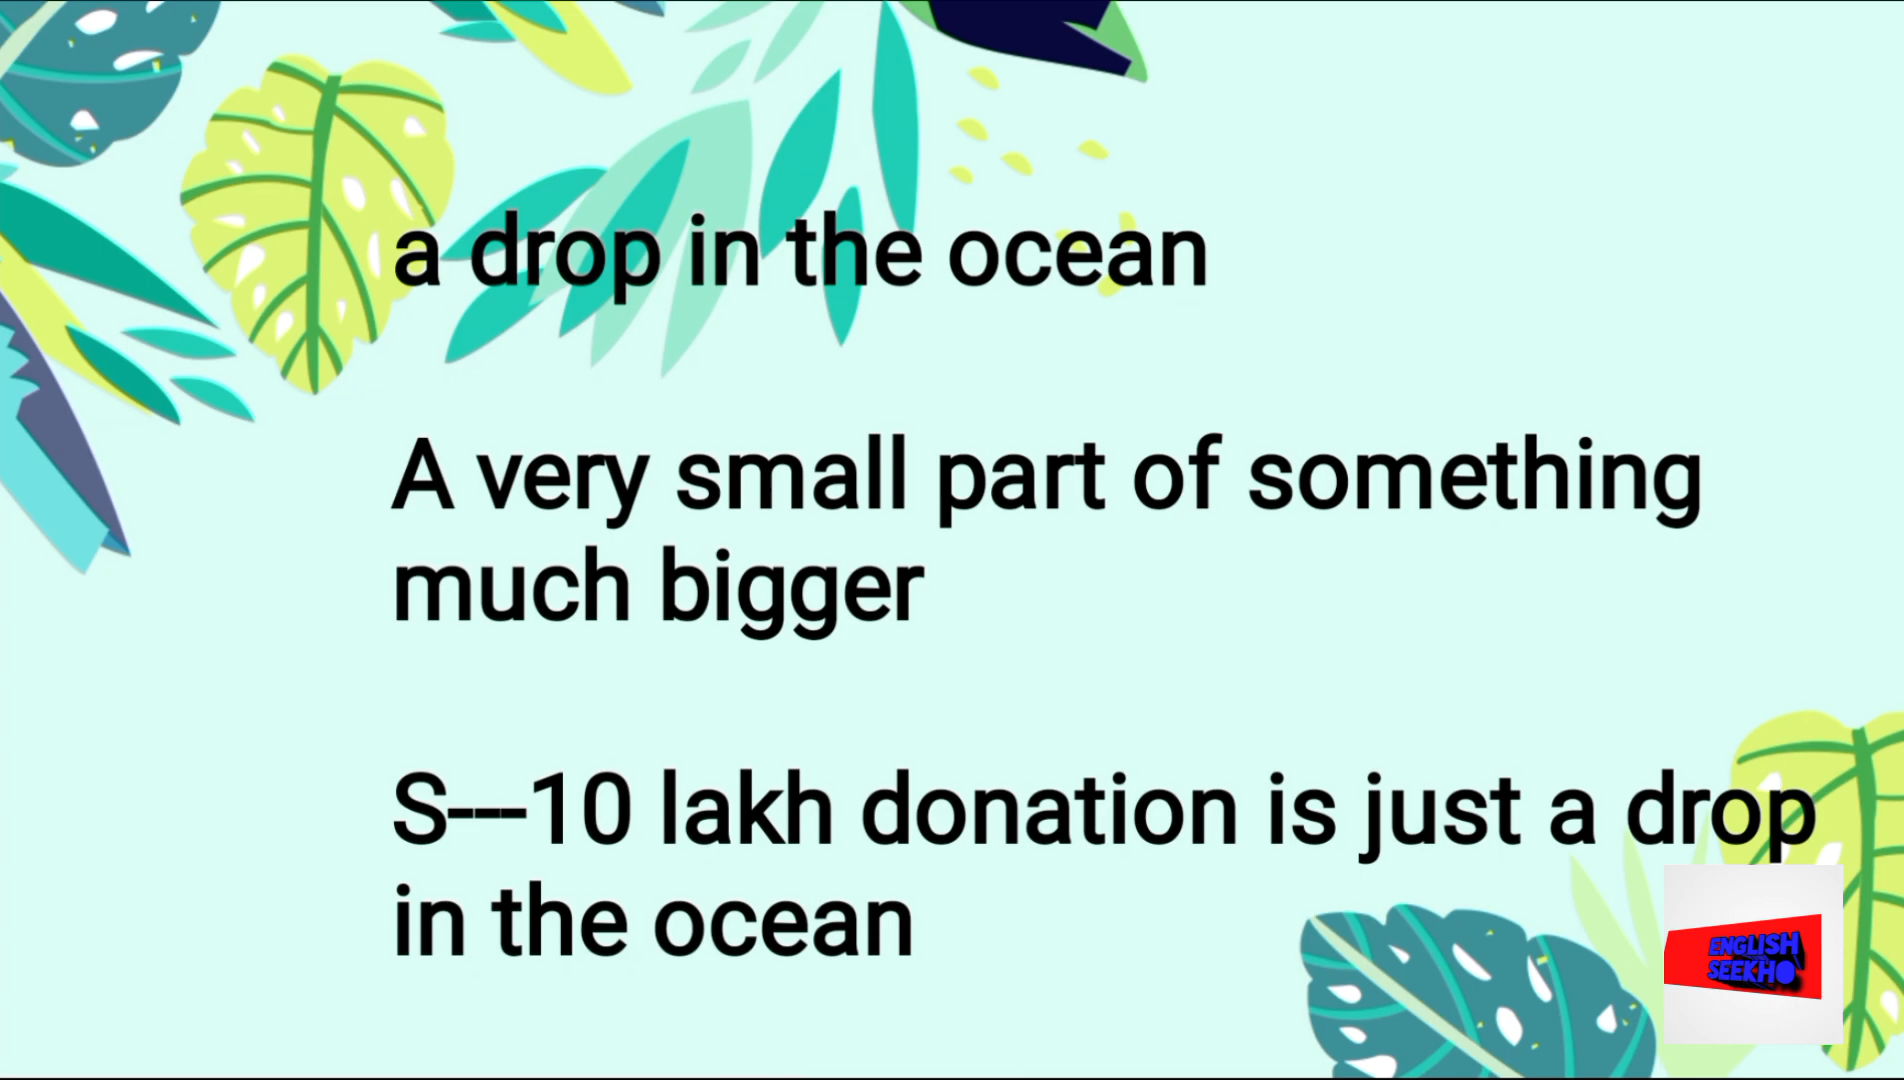 a drop in the ocean
A very small part of something
much bigger
S---10 lakh donation is just a drop
in the ocean
ENGLISH
SEEKHO